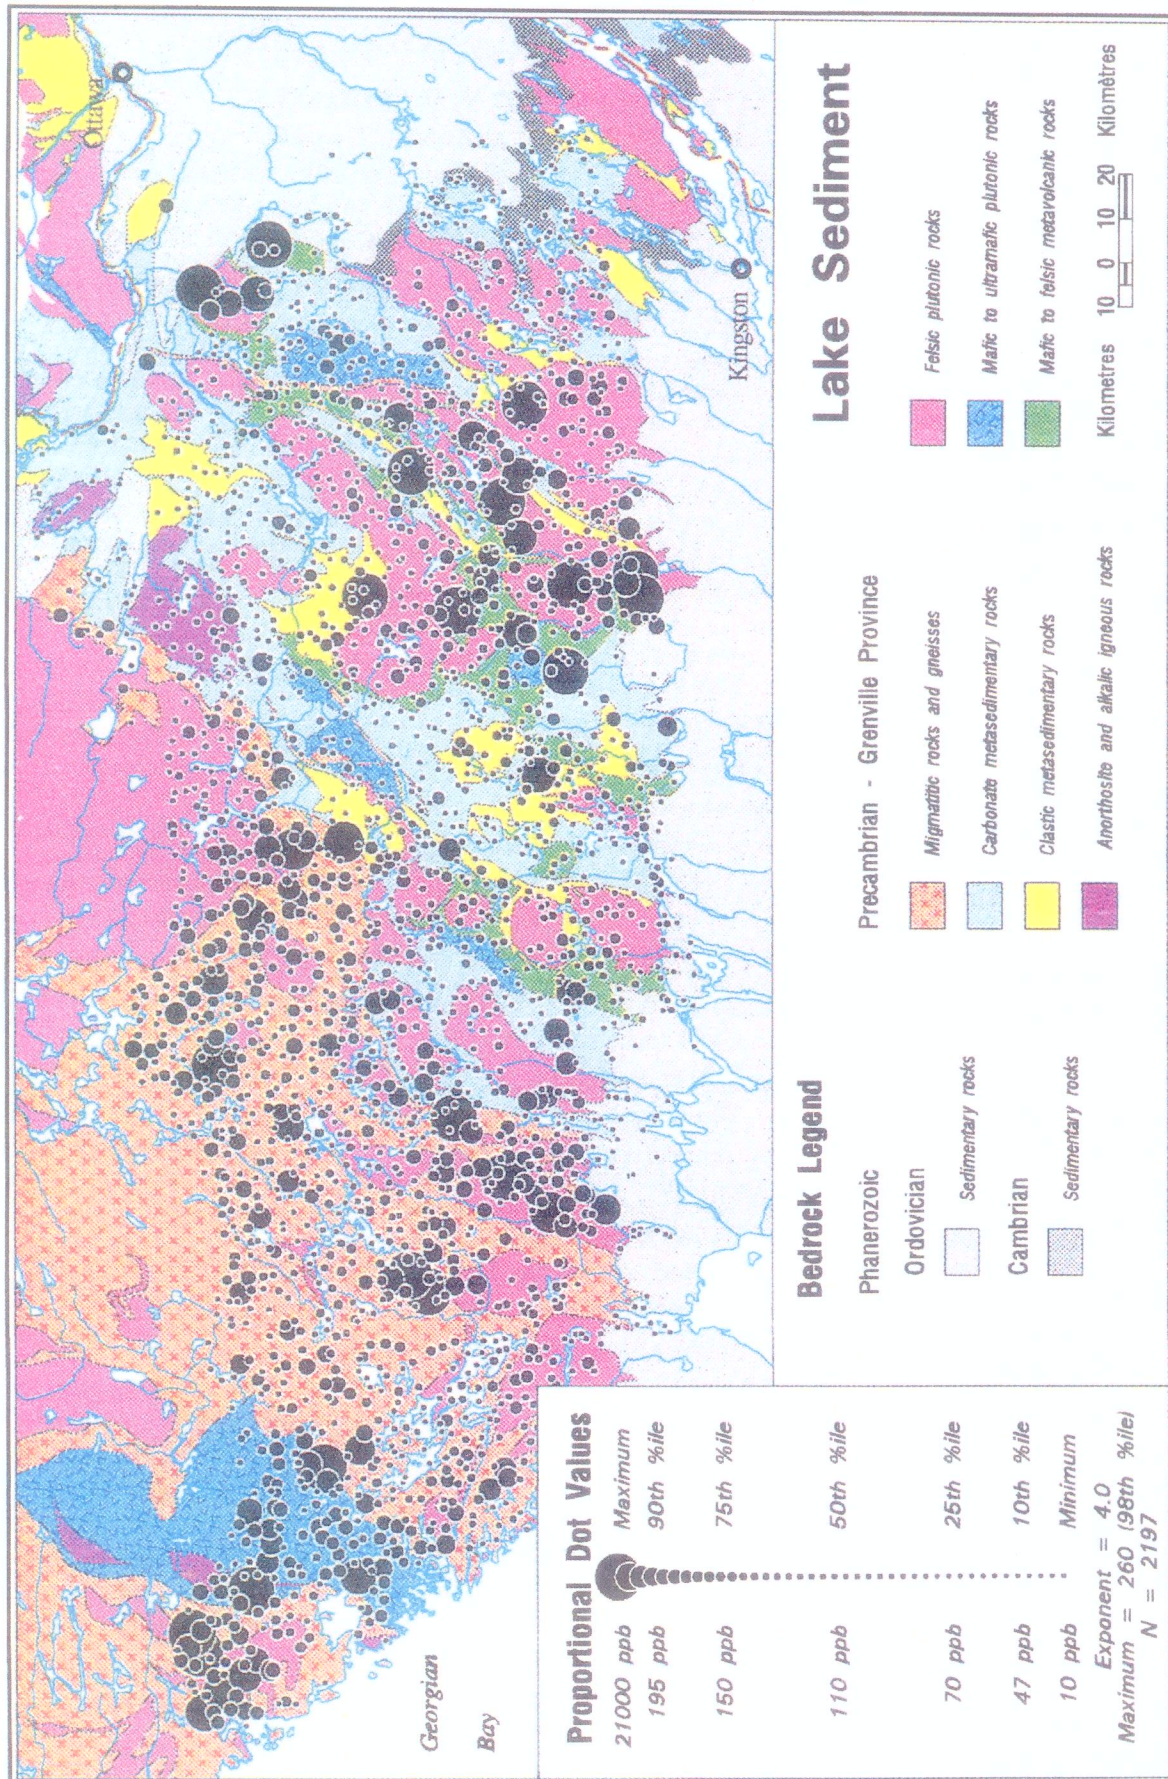 Ottawa
Kingston
Georgian
Bay
Lake Sediment
Bedrock Legend
Phanerozoic
Ordovician
Sedimentary rocks
Cambrian
Sedimentary rocks
Precambrian - Grenville Province
Migmatitic rocks and gneisses
Carbonate metasedimentary rocks
Clastic metasedimentary rocks
Anorthosite and alkalic igneous rocks
Felsic plutonic rocks
Mafic to ultramafic plutonic rocks
Mafic to felsic metavolcanic rocks
Kilometres 10 0 10 20 Kilomètres
Proportional Dot Values
21000 ppb Maximum
195 ppb 90th %ile
150 ppb 75th %ile
110 ppb 50th %ile
70 ppb 25th %ile
47 ppb 10th %ile
10 ppb Minimum
Exponent = 4.0
Maximum = 260 (98th %ile)
N = 2197